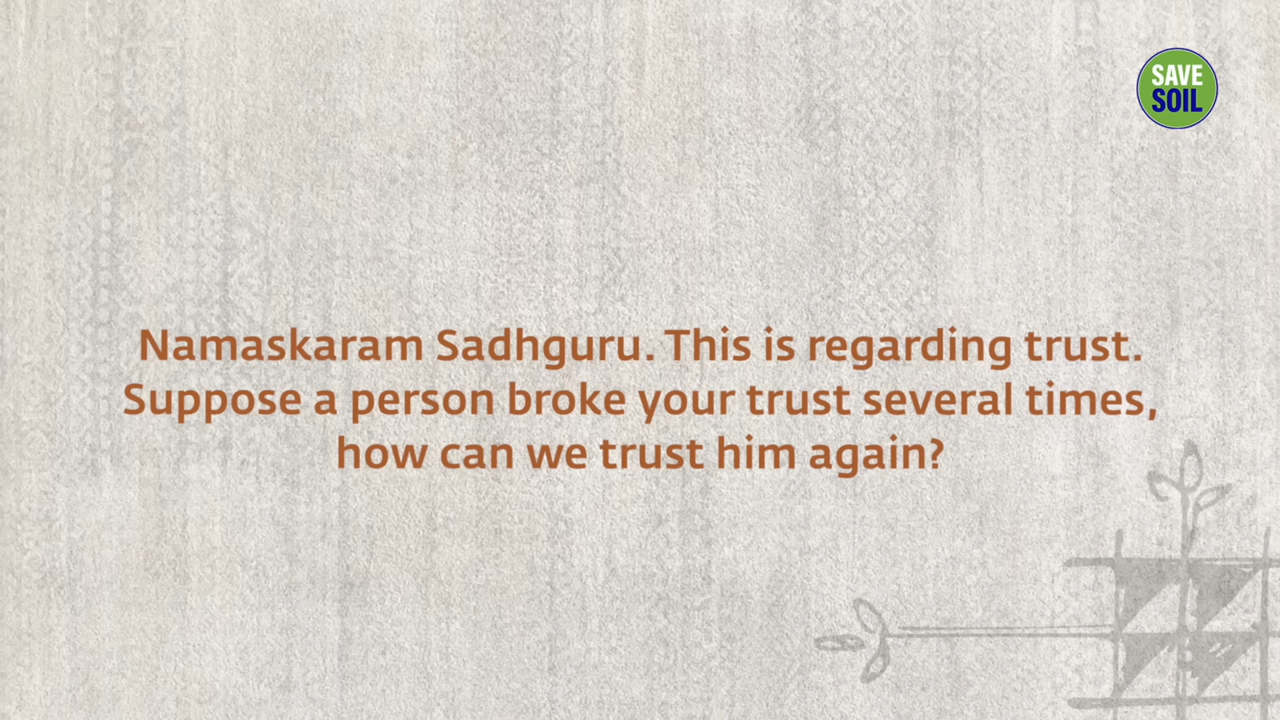 SAVE
SOIL
Namaskaram Sadhguru. This is regarding trust.
Suppose a person broke your trust several times,
how can we trust him again?